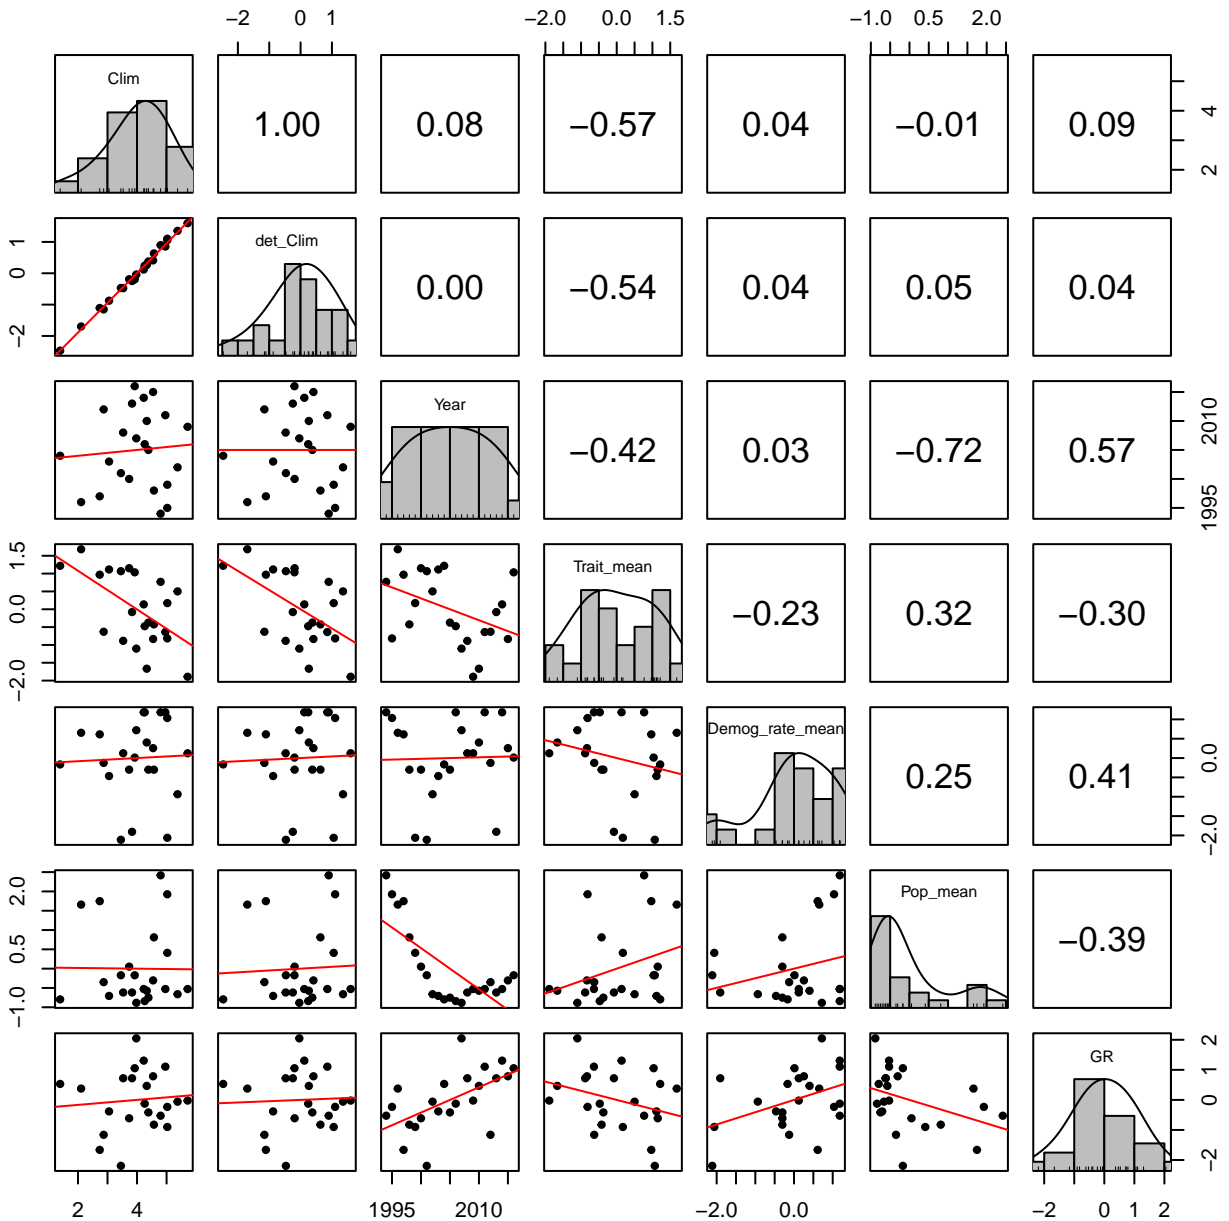 −2 0 1 −2.0 0.0 1.5 −1.0 0.5 2.0
Clim 1.00 0.08 −0.57 0.04 −0.01 0.09 2 4
−2 0 1 det_Clim 0.00 −0.54 0.04 0.05 0.04
Year −0.42 0.03 −0.72 0.57 1995 2010
−2.0 0.0 1.5 Trait_mean −0.23 0.32 −0.30
Demog_rate_mean 0.25 0.41 −2.0 0.0
−1.0 0.5 2.0 Pop_mean −0.39
GR −2 0 1 2
2 4 1995 2010 −2.0 0.0 −2 0 1 2